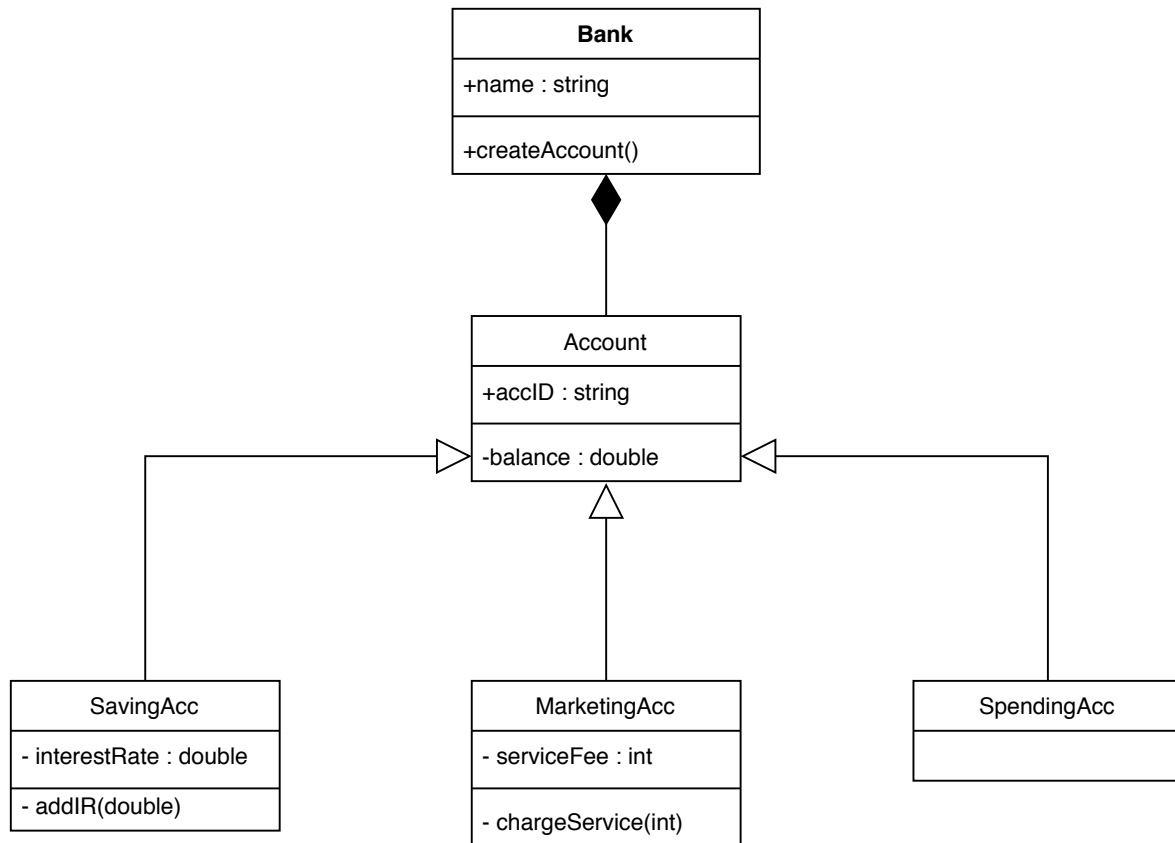 Bank
+name : string
+createAccount()
Account
+accID : string
-balance : double
SavingAcc
- interestRate : double
- addIR(double)
MarketingAcc
- serviceFee : int
- chargeService(int)
SpendingAcc